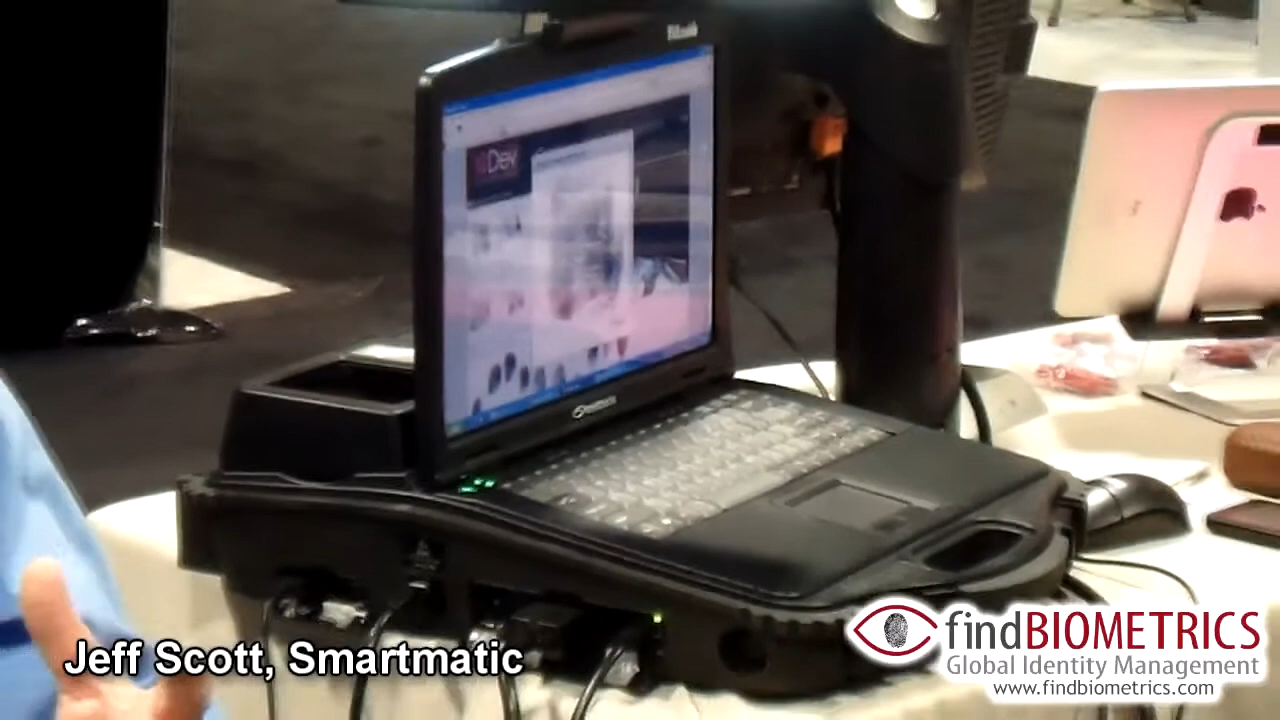 Dev
Jeff Scott, Smartmatic
findBIOMETRICS
Global Identity Management
www.findbiometrics.com